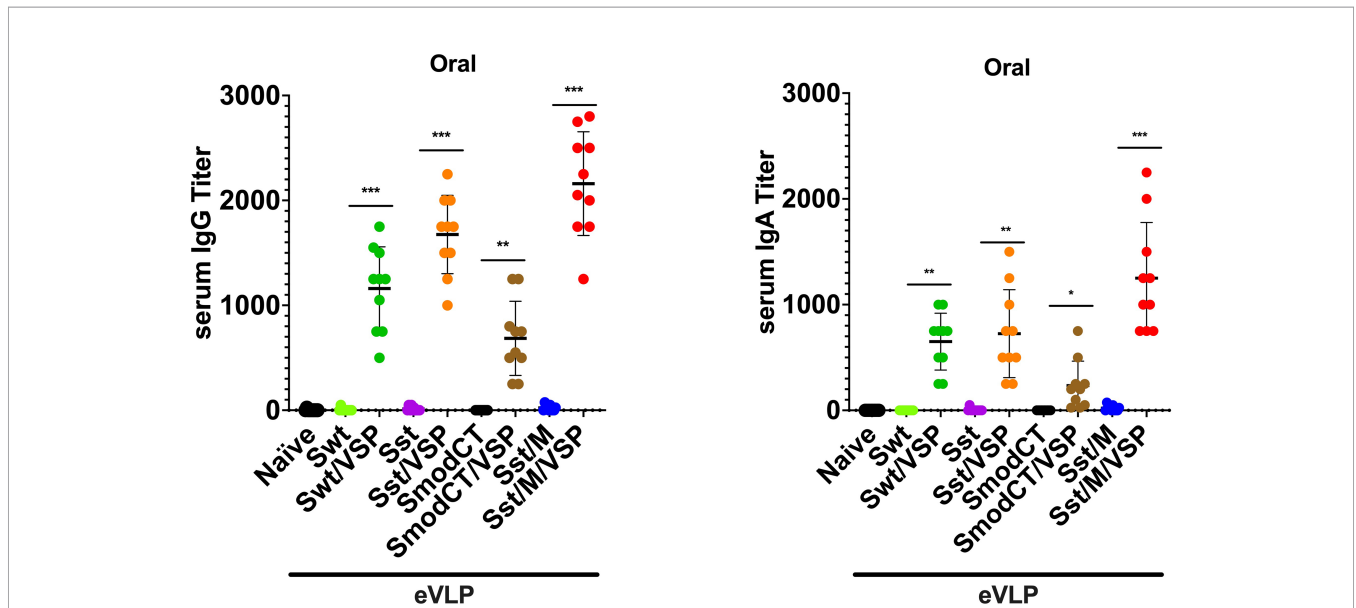 Oral
***
***
***
**
3000
2000
1000
0
serum IgG Titer
Naïve
Swt
Swt/VSP
Sst
Sst/VSP
SmodCT
SmodCT/VSP
Sst/M
Sst/M/VSP
eVLP
Oral
***
**
**
*
3000
2000
1000
0
serum IgA Titer
Naïve
Swt
Swt/VSP
Sst
Sst/VSP
SmodCT
SmodCT/VSP
Sst/M
Sst/M/VSP
eVLP